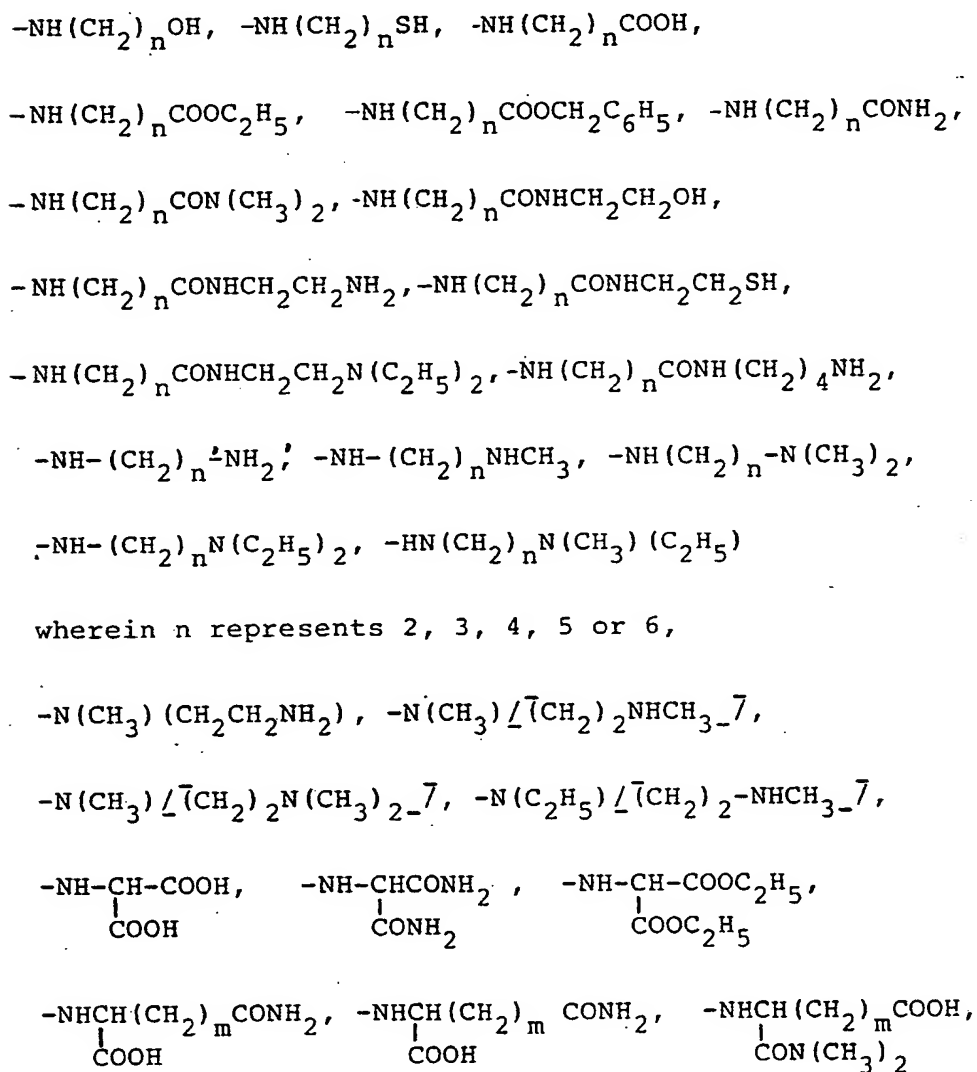 -NH(CH₂)ₙOH, -NH(CH₂)ₙSH, -NH(CH₂)ₙCOOH,
-NH(CH₂)ₙCOOC₂H₅, -NH(CH₂)ₙCOOCH₂C₆H₅, -NH(CH₂)ₙCONH₂,
-NH(CH₂)ₙCON(CH₃)₂, -NH(CH₂)ₙCONHCH₂CH₂OH,
-NH(CH₂)ₙCONHCH₂CH₂NH₂, -NH(CH₂)ₙCONHCH₂CH₂SH,
-NH(CH₂)ₙCONHCH₂CH₂N(C₂H₅)₂, -NH(CH₂)ₙCONH(CH₂)₄NH₂,
-NH-(CH₂)ₙ-NH₂, -NH-(CH₂)ₙNHCH₃, -NH(CH₂)ₙ-N(CH₃)₂,
-NH-(CH₂)ₙN(C₂H₅)₂, -HN(CH₂)ₙN(CH₃)(C₂H₅)
wherein n represents 2, 3, 4, 5 or 6,
-N(CH₃)(CH₂CH₂NH₂), -N(CH₃)/̲‾(CH₂)₂NHCH₃_7̄,
-N(CH₃)/̲‾(CH₂)₂N(CH₃)₂_7̄, -N(C₂H₅)/̲‾(CH₂)₂-NHCH₃_7̄,
-NH-CH-COOH, -NH-CHCONH₂, -NH-CH-COOC₂H₅,
COOH CONH₂ COOC₂H₅
-NHCH(CH₂)ₘCONH₂, -NHCH(CH₂)ₘ CONH₂, -NHCH(CH₂)ₘCOOH,
COOH COOH CON(CH₃)₂